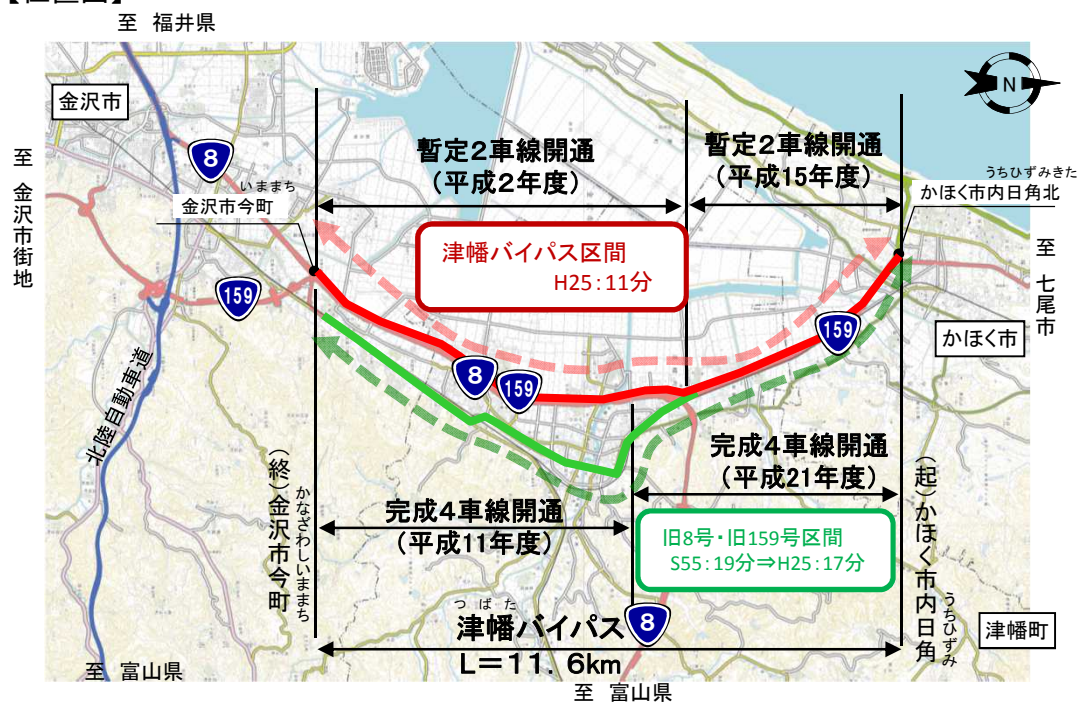 【位置図】
至 福井県
金沢市
N
8
暫定2車線開通
(平成2年度)
暫定2車線開通
(平成15年度)
うちひずみきた
かほく市内日角北
いままち
金沢市今町
至 金沢市街地
至 七尾市
津幡バイパス区間
H25:11分
159
159
かほく市
8
159
北陸自動車道
完成4車線開通
(平成21年度)
完成4車線開通
(平成11年度)
(終)金沢市今町
かなざわしいままち
(起)かほく市内日角
うちひずみ
旧8号・旧159号区間
S55:19分⇒H25:17分
つばた
津幡バイパス
8
津幡町
L=11.6km
至 富山県
至 富山県